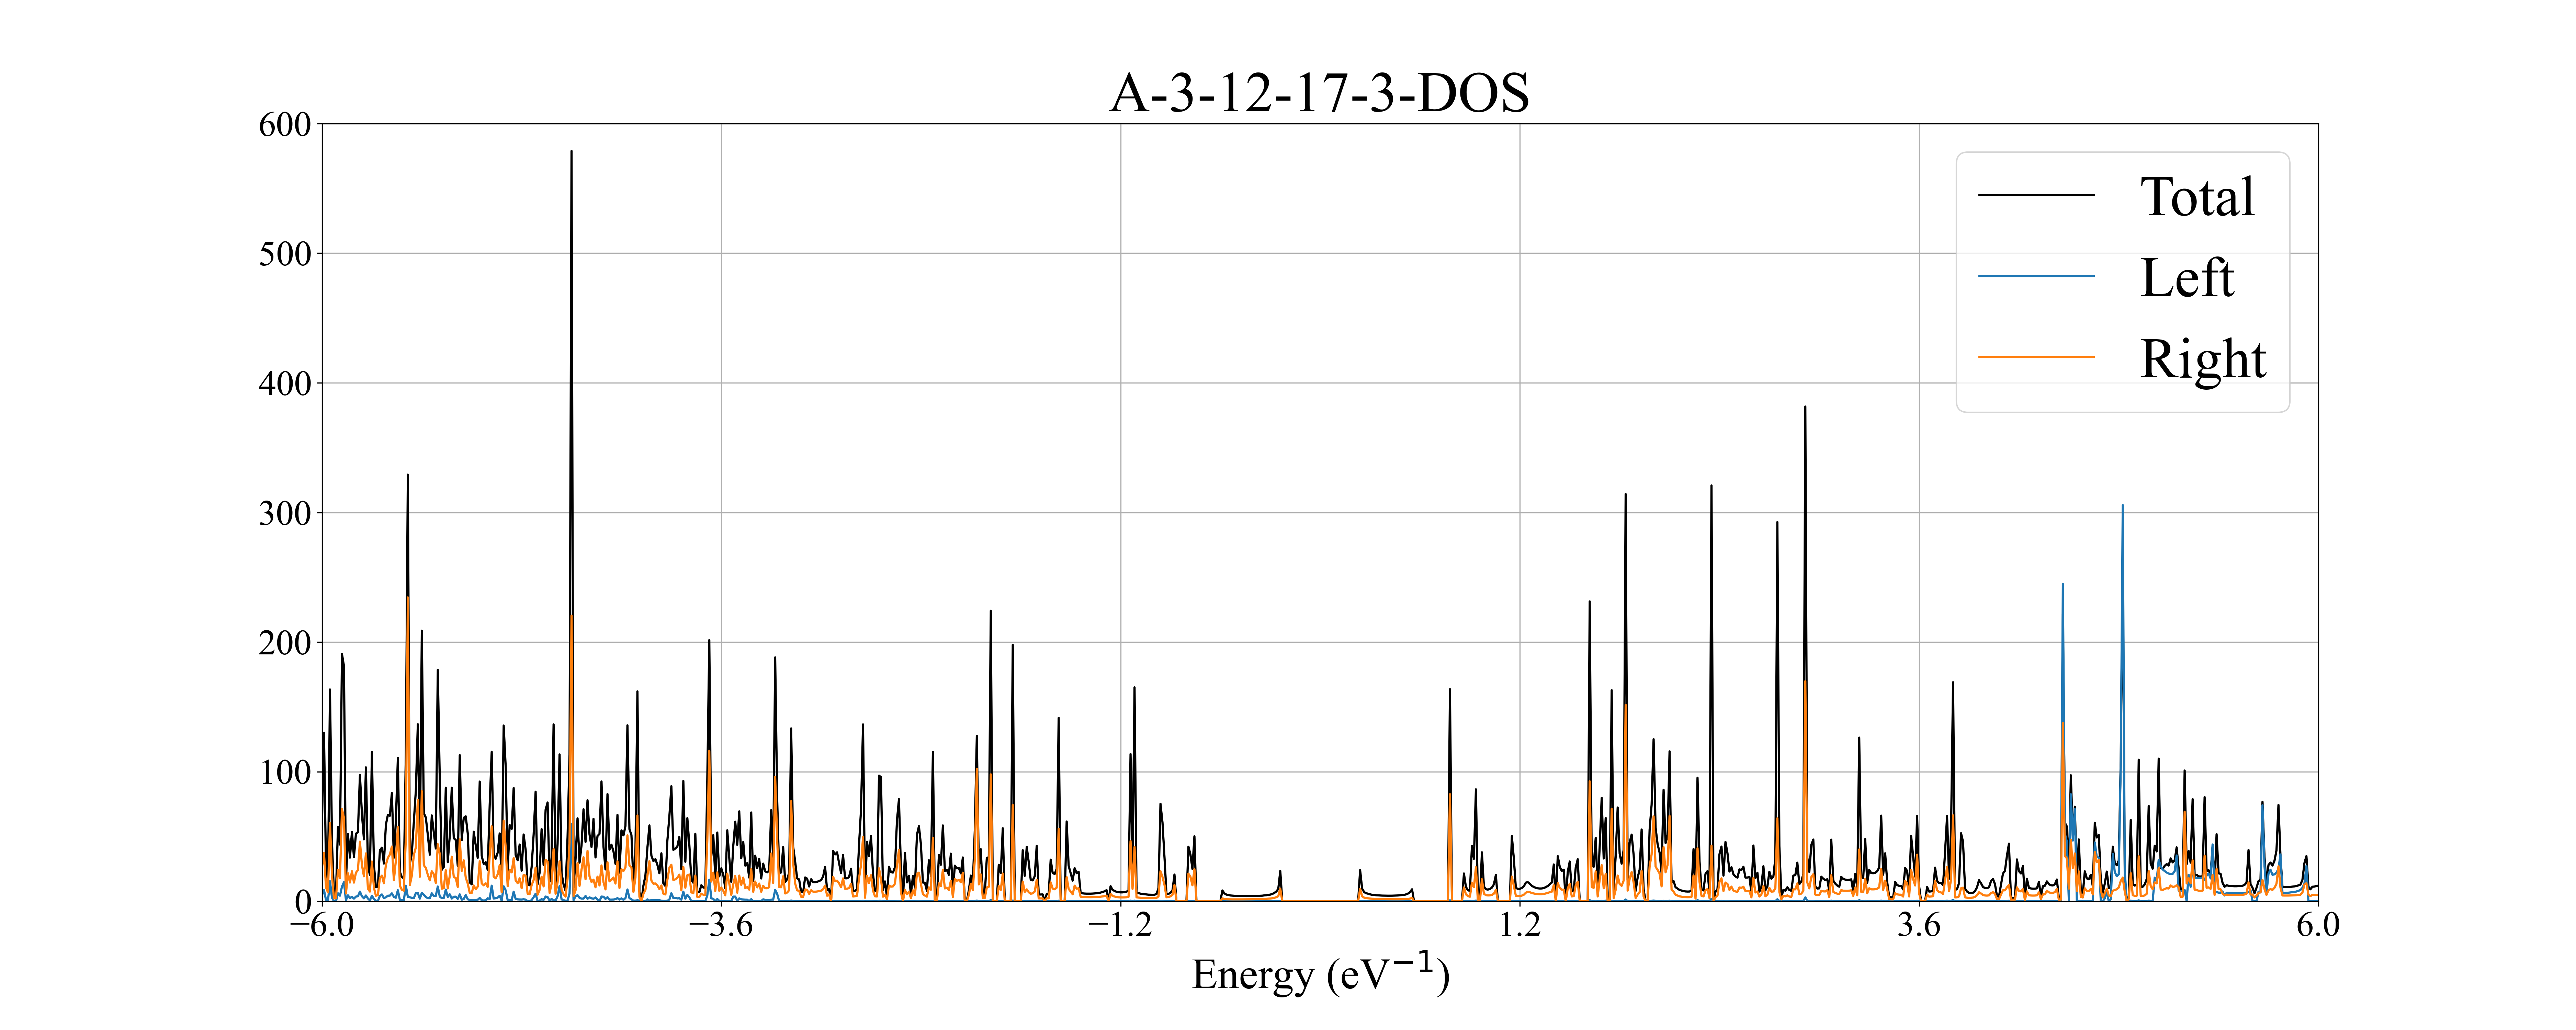 A-3-12-17-3-DOS
600
500
400
300
200
100
0
Total
Left
Right
−6.0 −3.6 −1.2 1.2 3.6 6.0
Energy (eV⁻¹)